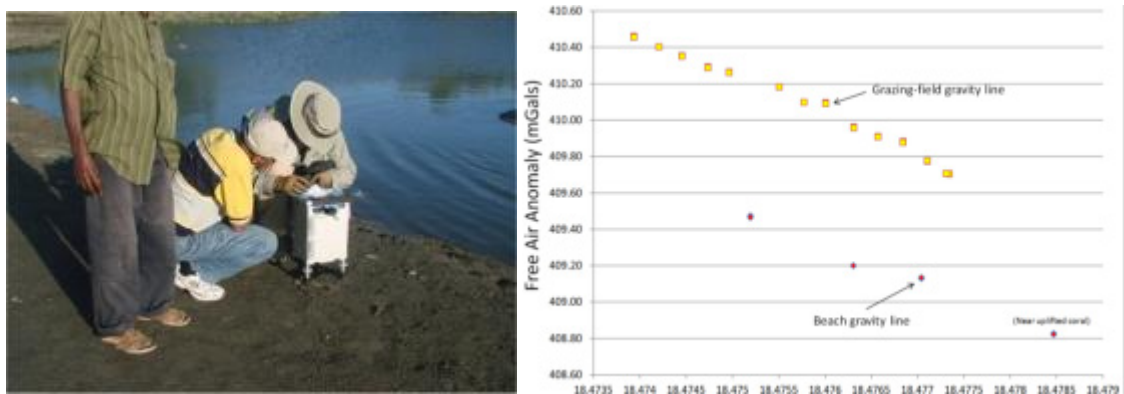 410.60
410.40
410.20
410.00
409.80
409.60
409.40
409.20
409.00
408.80
408.60
Free Air Anomaly (mGals)
Grazing-field gravity line
Beach gravity line
(Near uplifted coral)
18.4735 18.474 18.4745 18.475 18.4755 18.476 18.4765 18.477 18.4775 18.478 18.4785 18.479